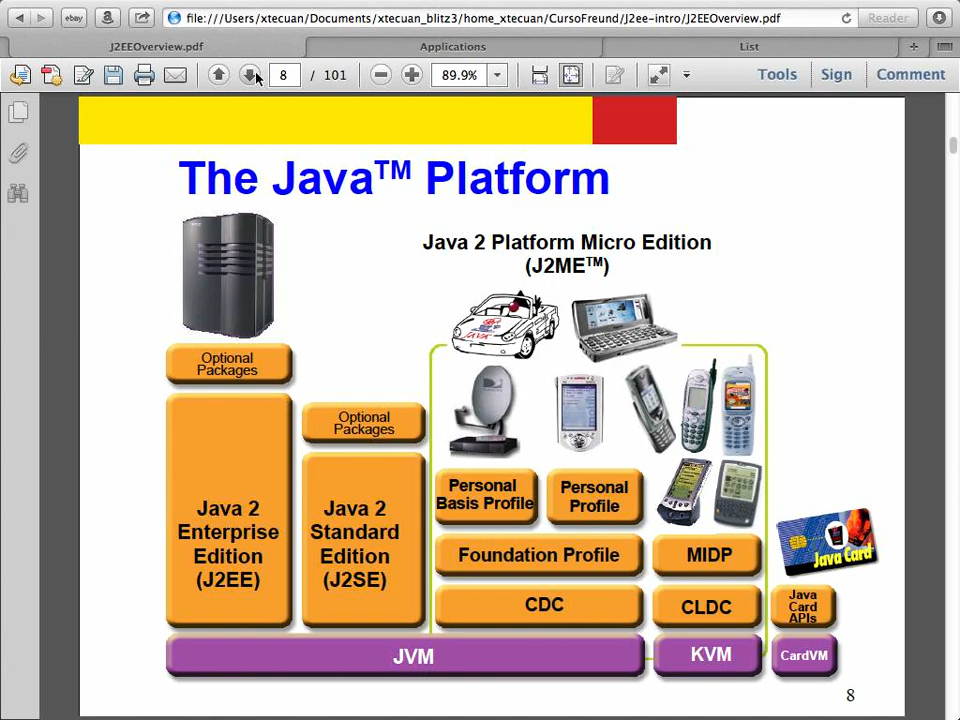 ebay
file:///Users/xtecuan/Documents/xtecuan_blitz3/home_xtecuan/CursoFreund/J2ee-intro/J2EEOverview.pdf
Reader
J2EEOverview.pdf
Applications
List
8 / 101
89.9%
Tools
Sign
Comment
The Java™ Platform
Java 2 Platform Micro Edition
(J2ME™)
Optional
Packages
Optional
Packages
Java 2
Enterprise
Edition
(J2EE)
Java 2
Standard
Edition
(J2SE)
Personal
Basis Profile
Personal
Profile
Foundation Profile
MIDP
Java Card
CDC
CLDC
Java
Card
APIs
JVM
KVM
CardVM
8